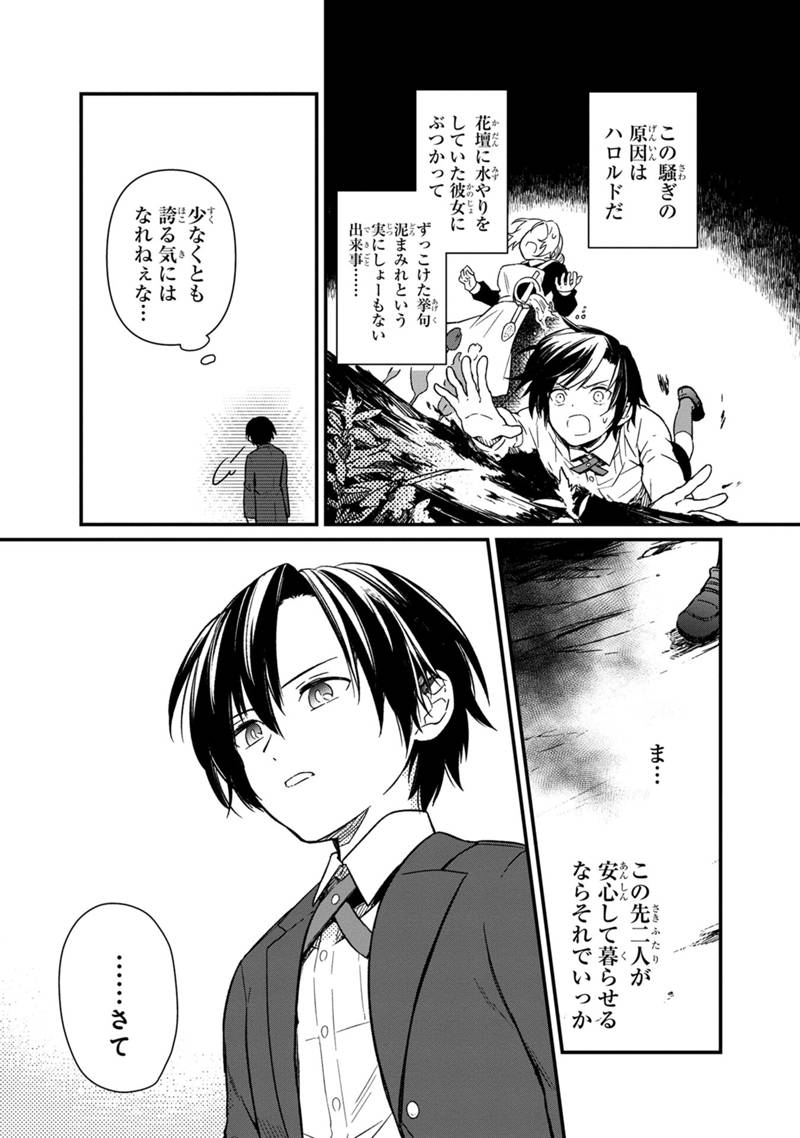 この騒ぎの
原因は
ハロルドだ
花壇に水やりを
していた彼女に
ぶつかって
ずっこけた挙句
泥まみれという
実にしょーもない
出来事……
少なくとも
誇る気には
なれねぇな…
ま…
この先二人が
安心して暮らせる
ならそれでいっか
……さて